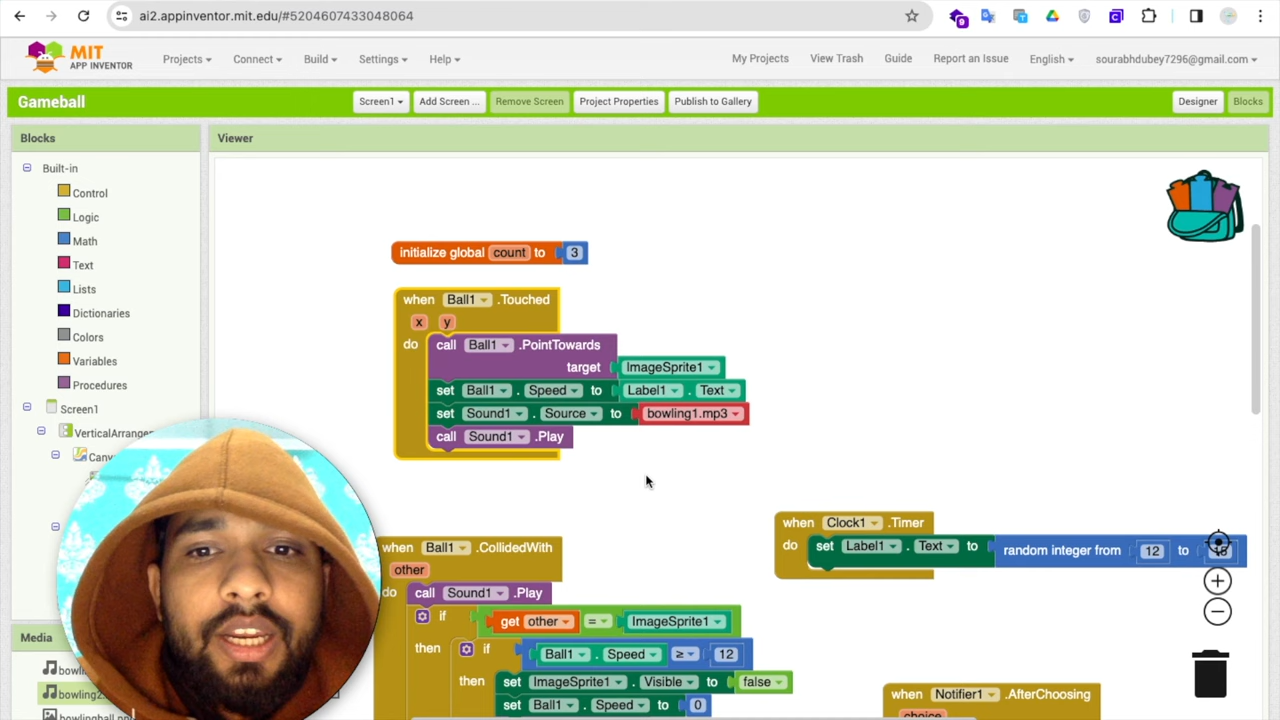 ai2.appinventor.mit.edu/#5204607433048064
9
MIT
APP INVENTOR
Projects
Connect
Build
Settings
Help
My Projects
View Trash
Guide
Report an Issue
English
sourabhdubey7296@gmail.com
Gameball
Screen1
Add Screen ...
Remove Screen
Project Properties
Publish to Gallery
Designer
Blocks
Blocks
Viewer
Built-in
Control
Logic
Math
Text
Lists
Dictionaries
Colors
Variables
Procedures
Screen1
Media
initialize global count to 3
when Ball1 .Touched
x y
do call Ball1 .PointTowards
target ImageSprite1
set Ball1 . Speed to Label1 . Text
set Sound1 . Source to bowling1.mp3
call Sound1 .Play
when Ball1 .CollidedWith
other
do call Sound1 .Play
if get other = ImageSprite1
then if Ball1 . Speed ≥ 12
then set ImageSprite1 . Visible to false
set Ball1 . Speed to 0
when Clock1 .Timer
do set Label1 . Text to random integer from 12 to
when Notifier1 .AfterChoosing
choice